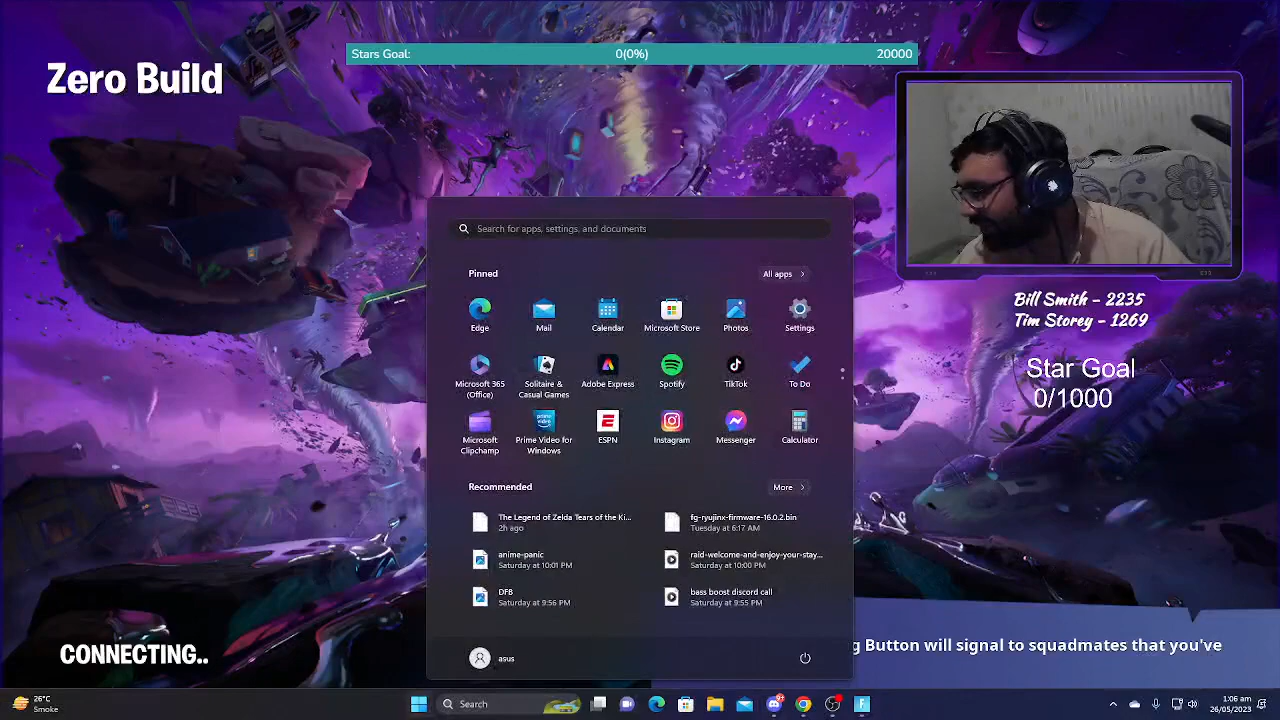 Stars Goal: 0(0%) 20000
Zero Build
Bill Smith - 2235
Tim Storey - 1269
Star Goal
0/1000
Search for apps, settings, and documents
Pinned
All apps
Edge
Mail
Calendar
Microsoft Store
Photos
Settings
Microsoft 365
(Office)
Solitaire &
Casual Games
Adobe Express
Spotify
TikTok
To Do
Microsoft
Clipchamp
Prime Video for
Windows
ESPN
Instagram
Messenger
Calculator
Recommended
More
The Legend of Zelda Tears of the Ki...
2h ago
fg-ryujinx-firmware-16.0.2.bin
Tuesday at 6:17 AM
anime-panic
Saturday at 10:01 PM
raid-welcome-and-enjoy-your-stay...
Saturday at 10:00 PM
DFB
Saturday at 9:56 PM
bass boost discord call
Saturday at 9:55 PM
asus
CONNECTING..
g Button will signal to squadmates that you've
26°C
Smoke
Search
1:06 am
26/05/2023